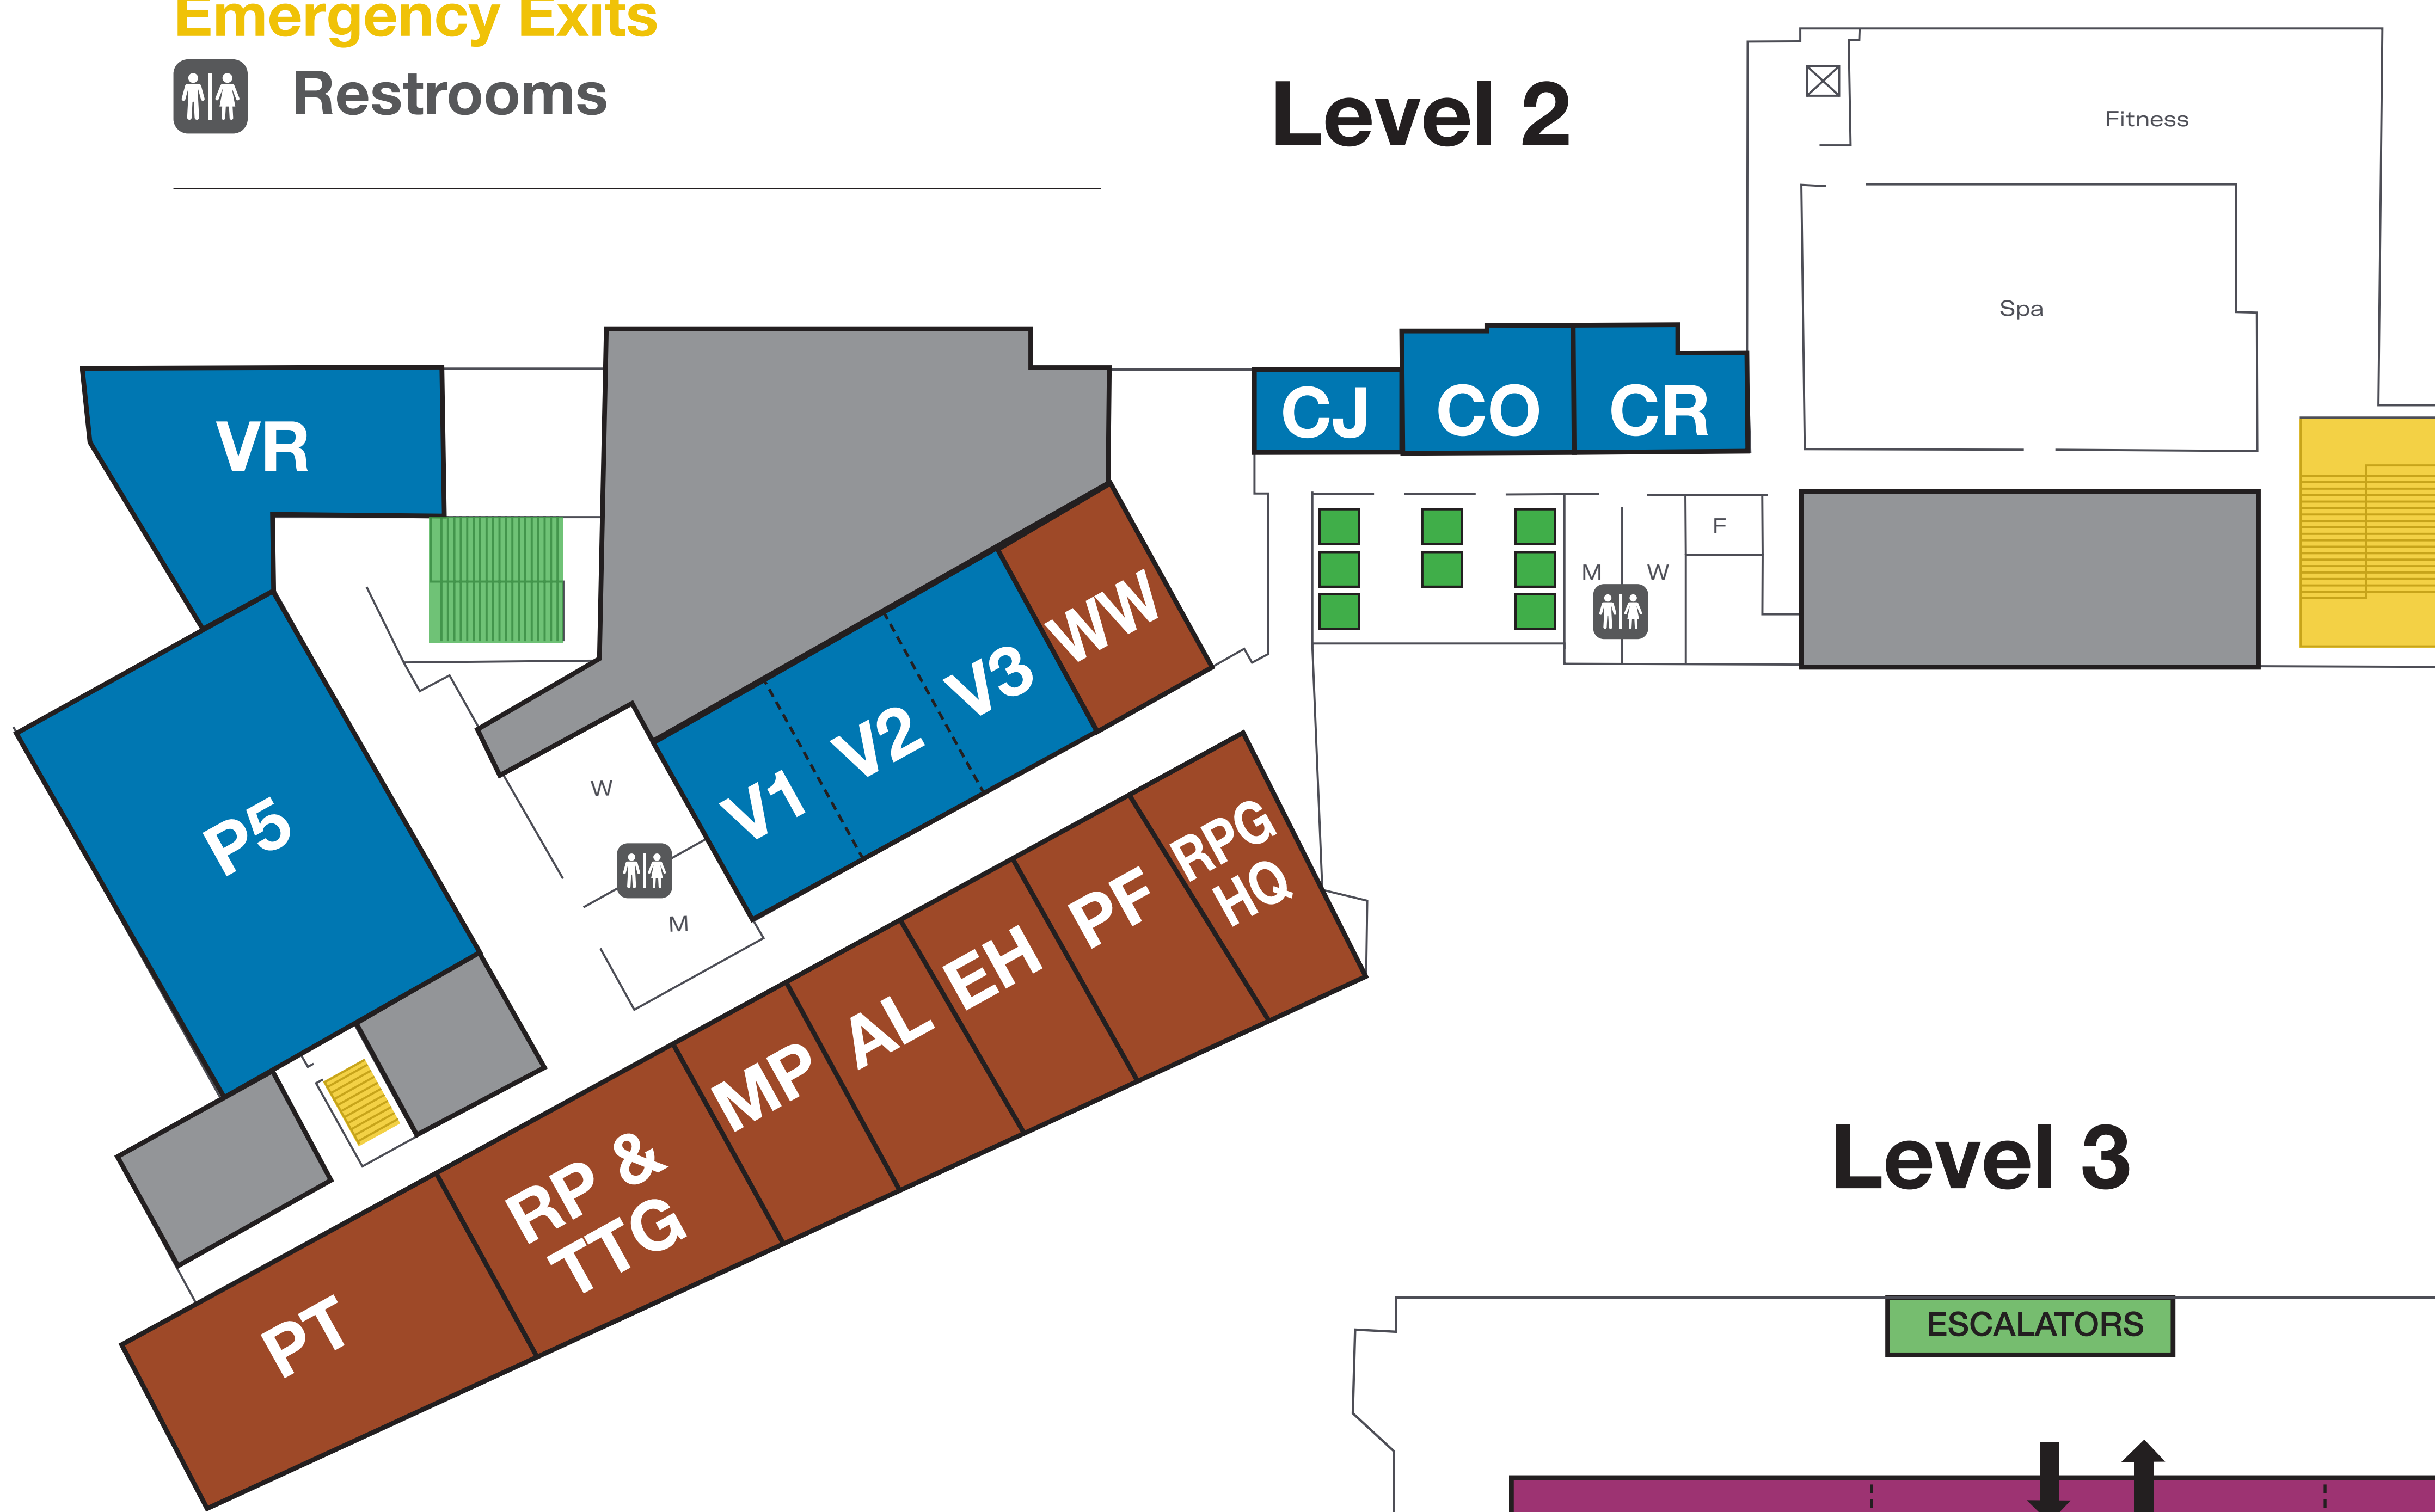 Emergency Exits
Restrooms
Level 2
Fitness
Spa
VR
CJ
CO
CR
F
M
W
WW
V3
V2
V1
W
M
P5
RPG
HQ
PF
EH
AL
MP
RP &
TTG
PT
Level 3
ESCALATORS